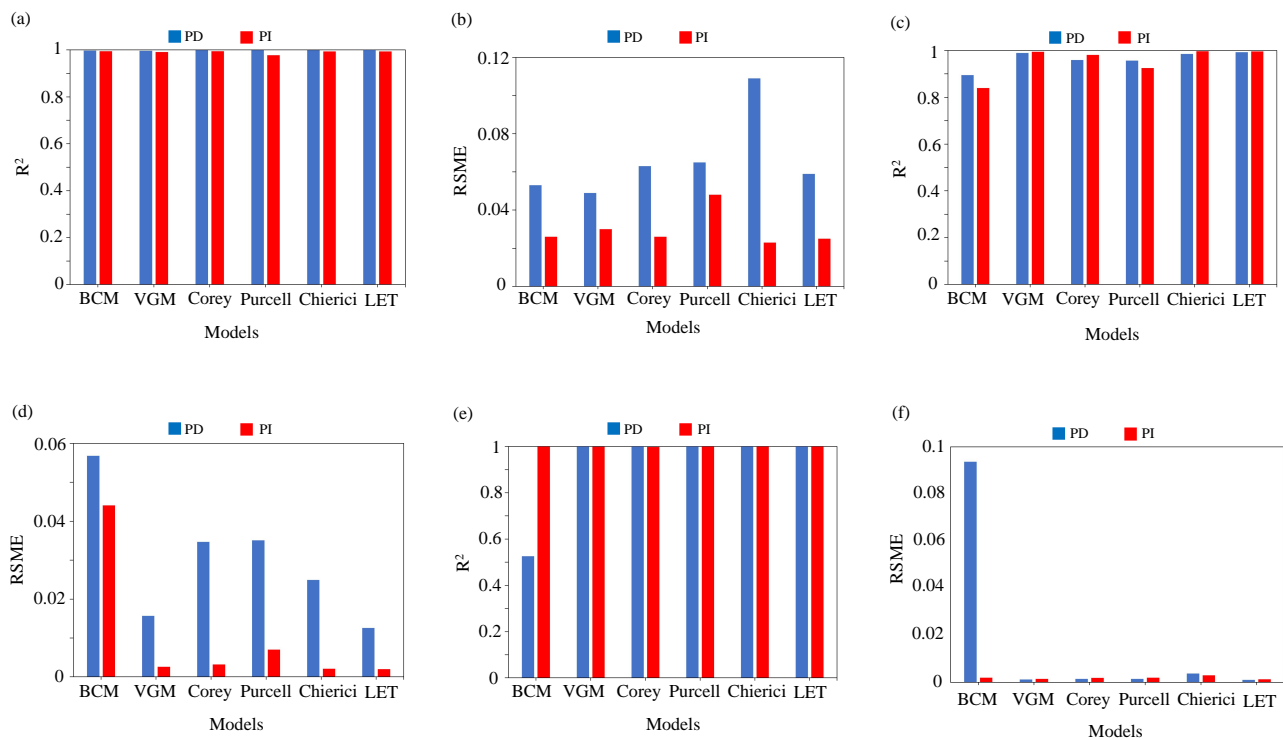 (a)
PD PI
1
0.8
0.6
0.4
0.2
0
R²
BCM VGM Corey Purcell Chierici LET
Models
(b)
PD PI
0.12
0.08
0.04
0
RSME
BCM VGM Corey Purcell Chierici LET
Models
(c)
PD PI
1
0.8
0.6
0.4
0.2
0
R²
BCM VGM Corey Purcell Chierici LET
Models
(d)
PD PI
0.06
0.04
0.02
0
RSME
BCM VGM Corey Purcell Chierici LET
Models
(e)
PD PI
1
0.8
0.6
0.4
0.2
0
R²
BCM VGM Corey Purcell Chierici LET
Models
(f)
PD PI
0.1
0.08
0.06
0.04
0.02
0
RSME
BCM VGM Corey Purcell Chierici LET
Models